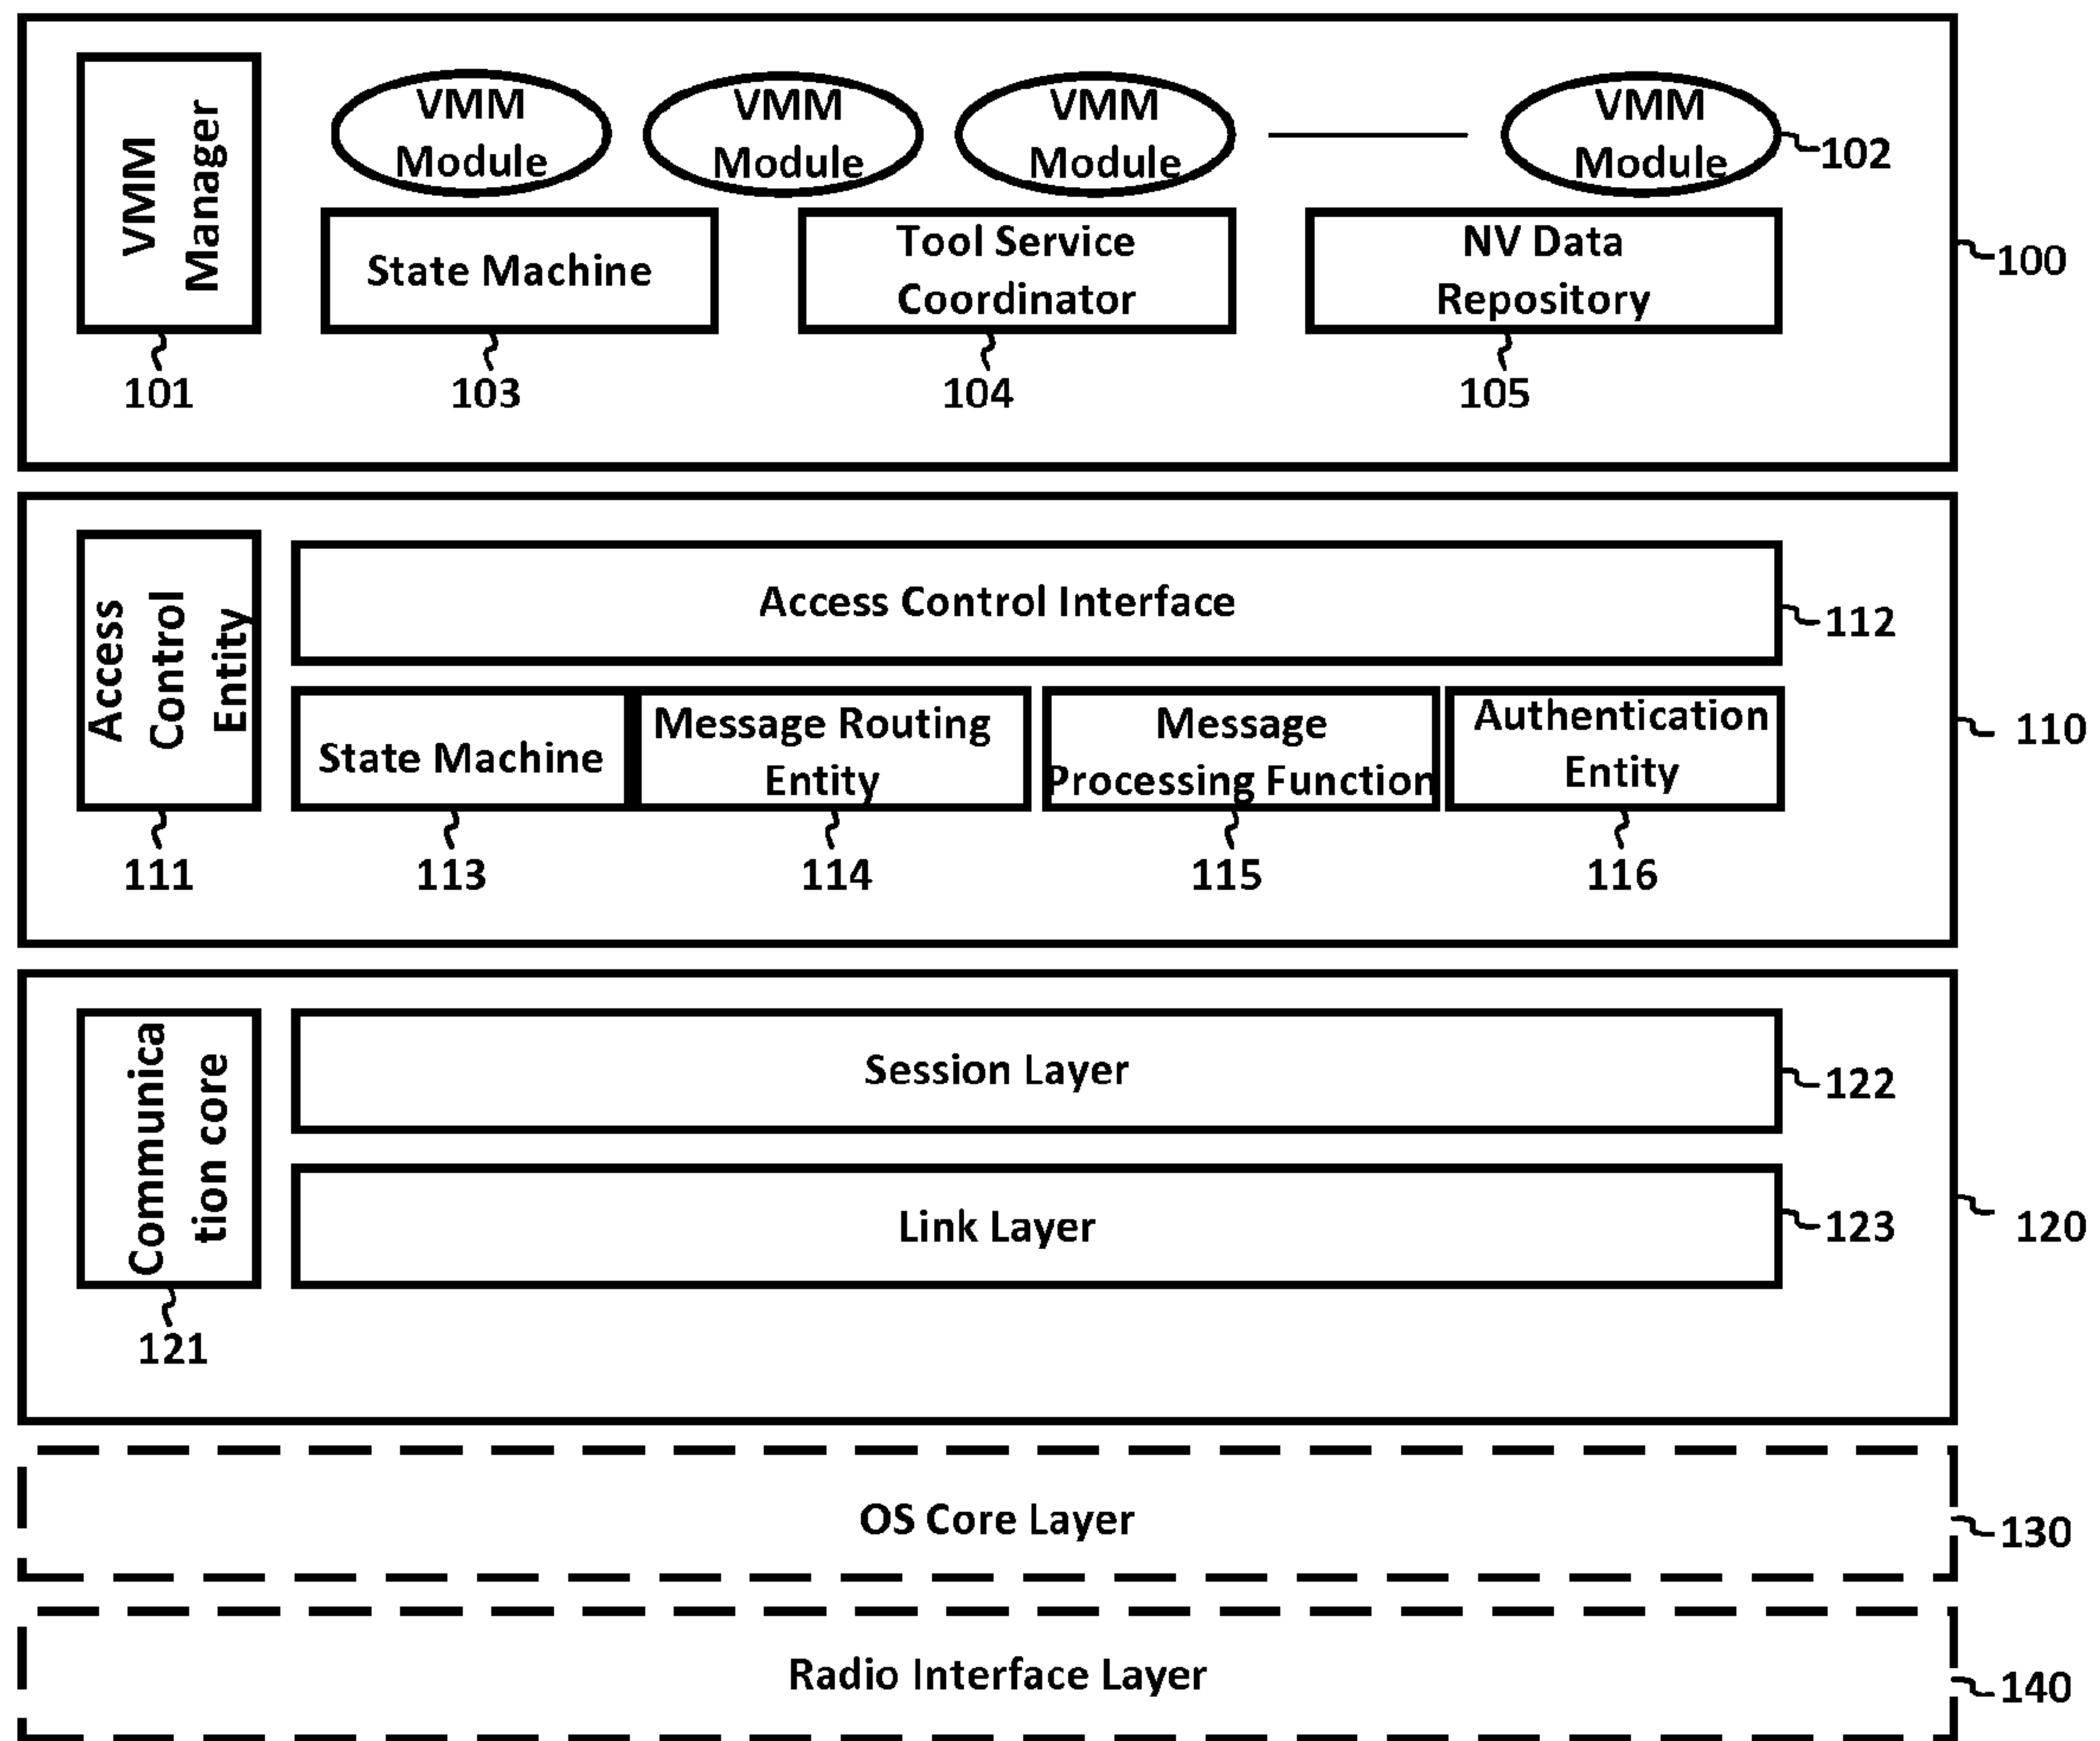 VMM
Manager
VMM
Module
VMM
Module
VMM
Module
VMM
Module
102
State Machine
Tool Service
Coordinator
NV Data
Repository
100
101
103
104
105
Access
Control
Entity
Access Control Interface
112
State Machine
Message Routing
Entity
Message
Processing Function
Authentication
Entity
110
111
113
114
115
116
Communica
tion core
Session Layer
122
Link Layer
123
120
121
OS Core Layer
130
Radio Interface Layer
140